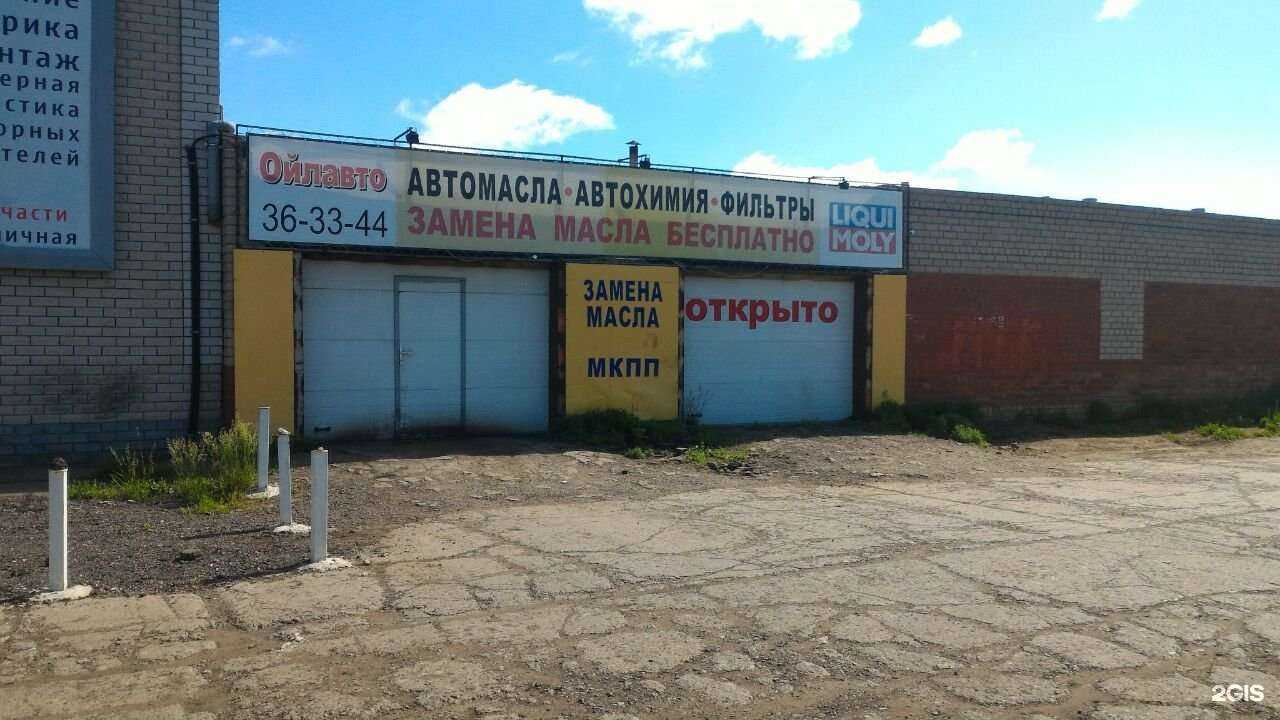 рика
нтаж
ерная
стика
орных
ателей
части
ичная
Ойлавто
36-33-44
АВТОМАСЛА•АВТОХИМИЯ•ФИЛЬТРЫ
ЗАМЕНА МАСЛА БЕСПЛАТНО
LIQUI
MOLY
ЗАМЕНА
МАСЛА
МКПП
открыто
2GIS